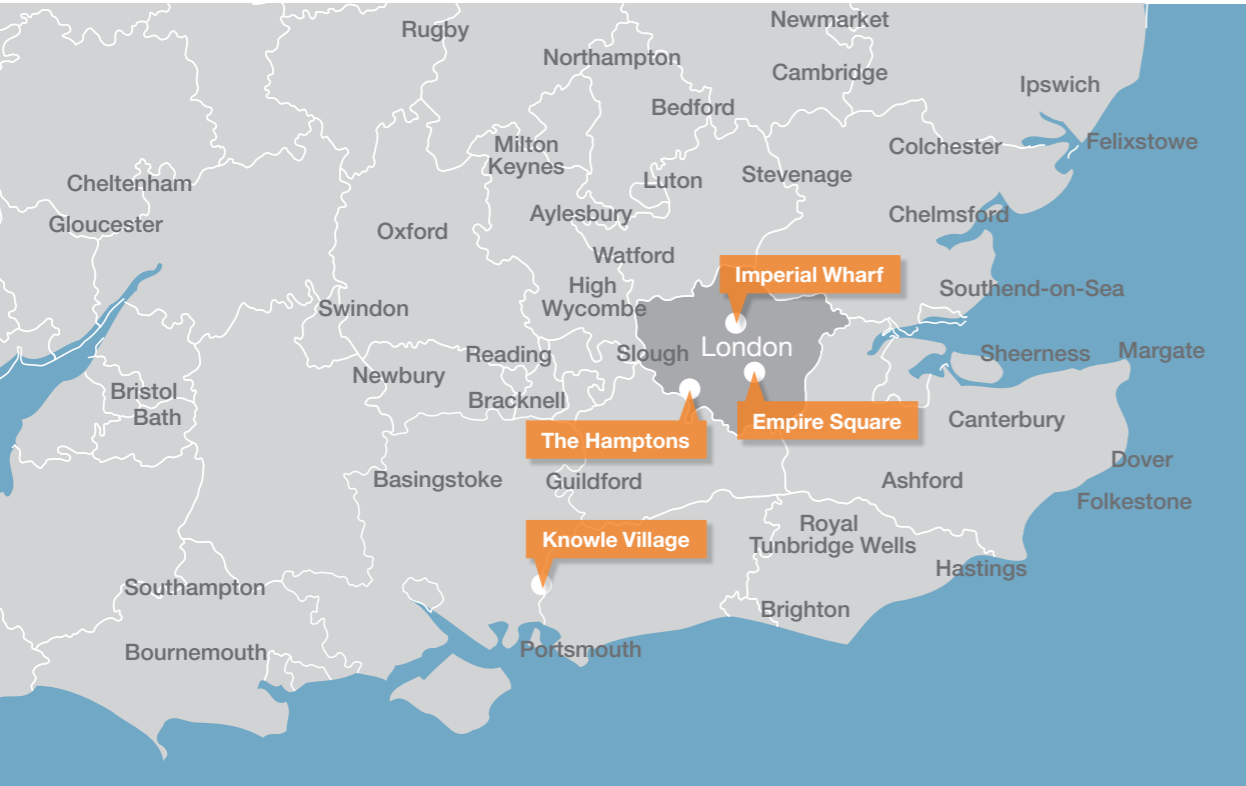 Newmarket
Rugby
Northampton
Cambridge
Ipswich
Bedford
Milton
Keynes
Colchester
Felixstowe
Cheltenham
Luton
Stevenage
Gloucester
Aylesbury
Chelmsford
Oxford
Watford
Imperial Wharf
High
Wycombe
Southend-on-Sea
Swindon
London
Reading
Slough
Sheerness
Margate
Newbury
Bristol
Bracknell
Bath
Empire Square
Canterbury
The Hamptons
Dover
Basingstoke
Guildford
Ashford
Folkestone
Royal
Tunbridge Wells
Knowle Village
Hastings
Southampton
Brighton
Bournemouth
Portsmouth